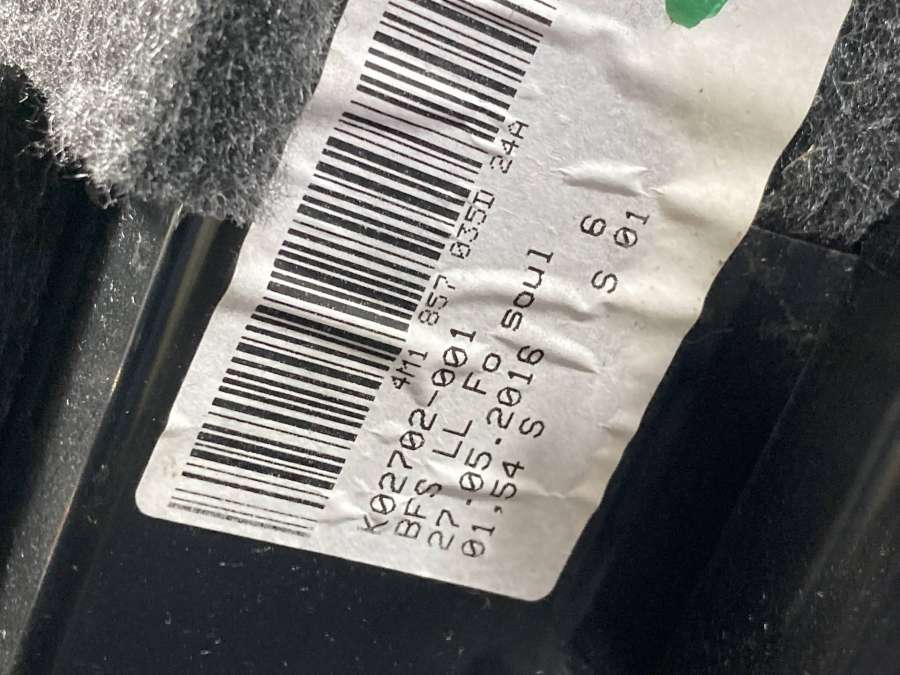 4M1 857 035D 24A
K02702-001
BFS LL Fo soul
27.05.2016 6
01,54 S S 01